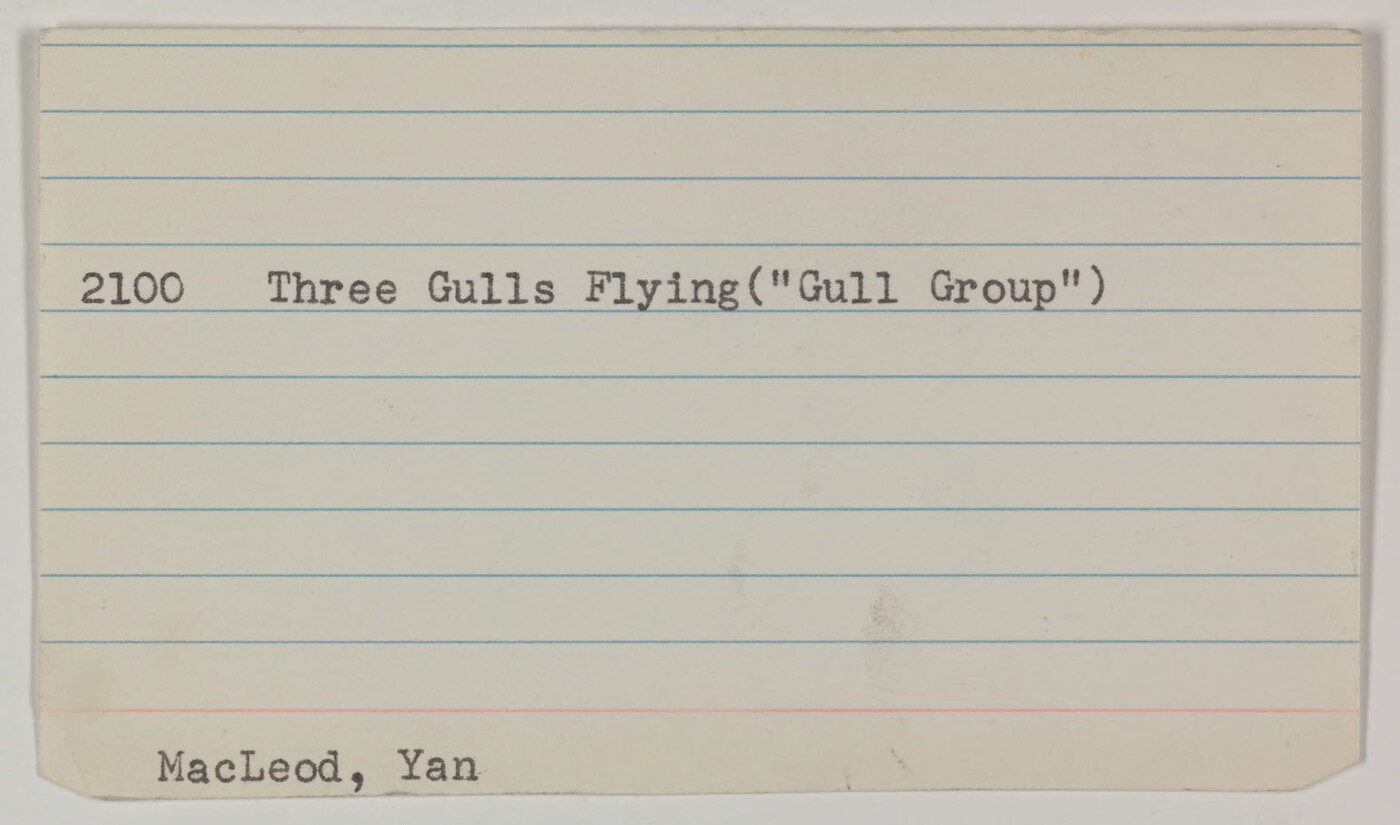 2100 Three Gulls Flying("Gull Group")
MacLeod, Yan